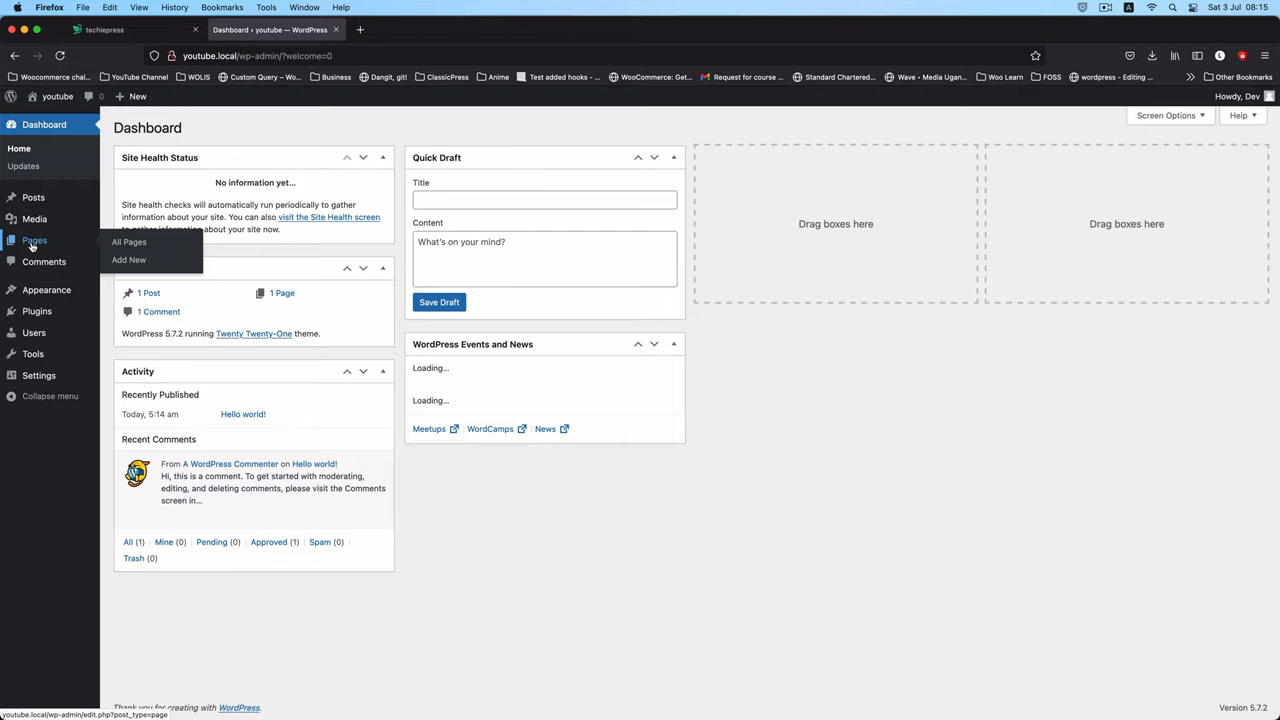 Firefox File Edit View History Bookmarks Tools Window Help A Sat 3 Jul 08:15
techiepress × Dashboard ‹ youtube — WordPress × +
youtube.local/wp-admin/?welcome=0 L
Woocommerce chal... YouTube Channel WOLIS Custom Query – Wo... Business Dangit, git! ClassicPress Anime Test added hooks - ... WooCommerce: Get... Request for course ... Standard Chartered... Wave • Media Ugan... Woo Learn FOSS wordpress - Editing ... Other Bookmarks
youtube 0 + New Howdy, Dev
Dashboard
Home
Updates
Posts
Media
Pages
All Pages
Add New
Comments
Appearance
Plugins
Users
Tools
Settings
Collapse menu
Screen Options Help
Dashboard
Site Health Status
No information yet...
Site health checks will automatically run periodically to gather
information about your site. You can also visit the Site Health screen
to gather information about your site now.
1 Post 1 Page
1 Comment
WordPress 5.7.2 running Twenty Twenty-One theme.
Activity
Recently Published
Today, 5:14 am Hello world!
Recent Comments
From A WordPress Commenter on Hello world!
Hi, this is a comment. To get started with moderating,
editing, and deleting comments, please visit the Comments
screen in...
All (1) | Mine (0) | Pending (0) | Approved (1) | Spam (0) |
Trash (0)
Quick Draft
Title
Content
What's on your mind?
Save Draft
WordPress Events and News
Loading...
Loading...
Meetups | WordCamps | News
Drag boxes here
Drag boxes here
Thank you for creating with WordPress.
Version 5.7.2
youtube.local/wp-admin/edit.php?post_type=page